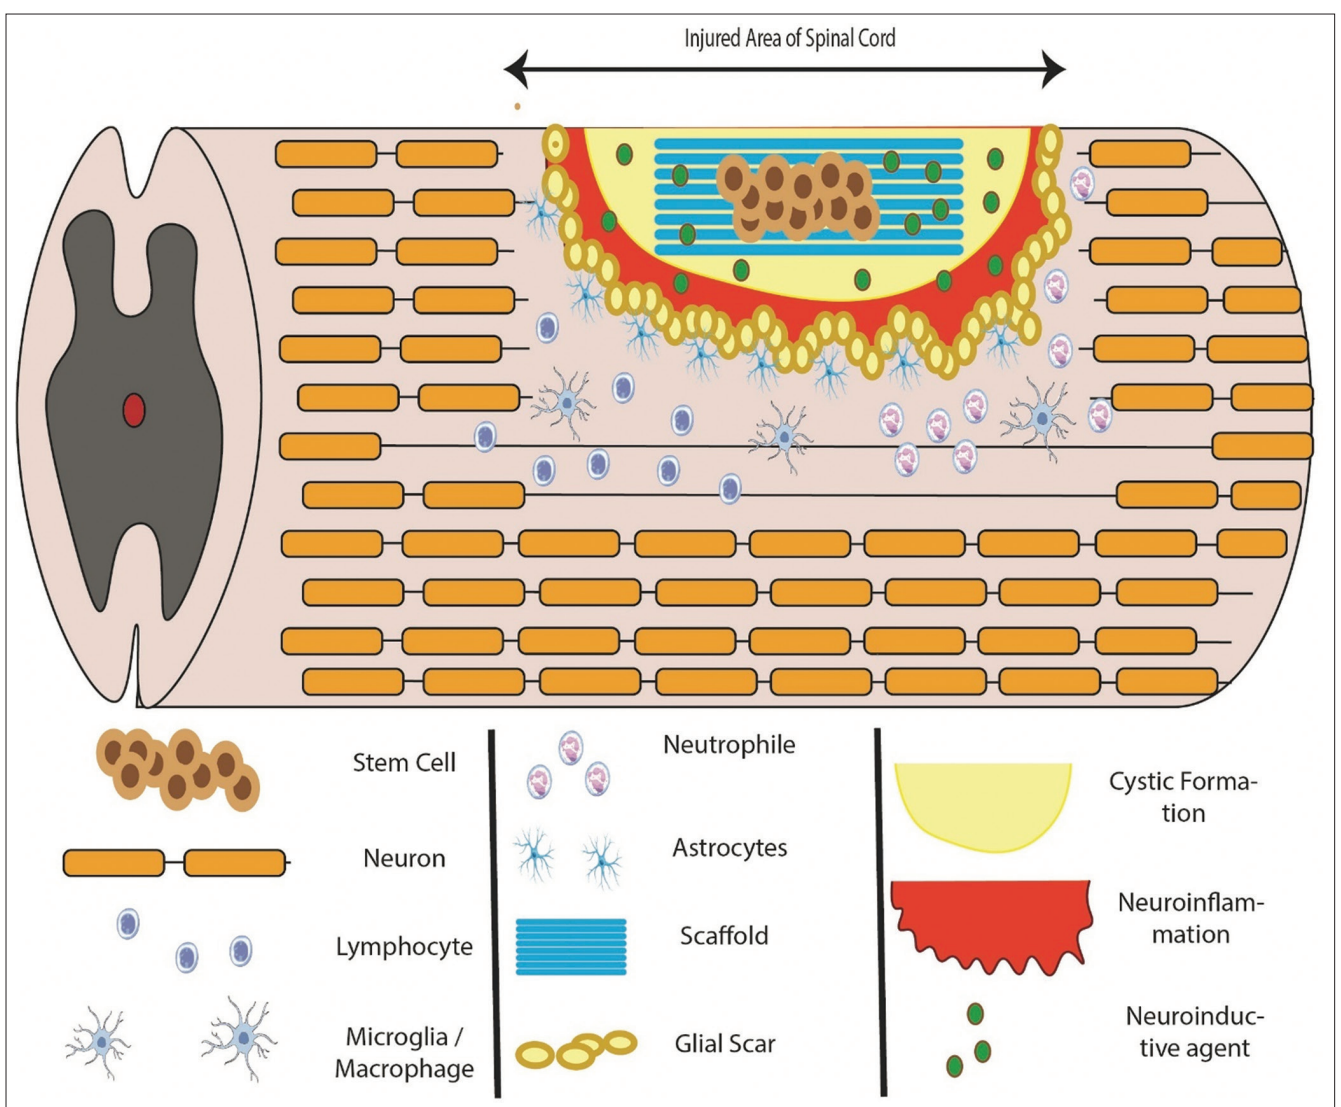 Injured Area of Spinal Cord
Stem Cell
Neuron
Lymphocyte
Microglia /
Macrophage
Neutrophile
Astrocytes
Scaffold
Glial Scar
Cystic Forma-
tion
Neuroinflam-
mation
Neuroinduc-
tive agent